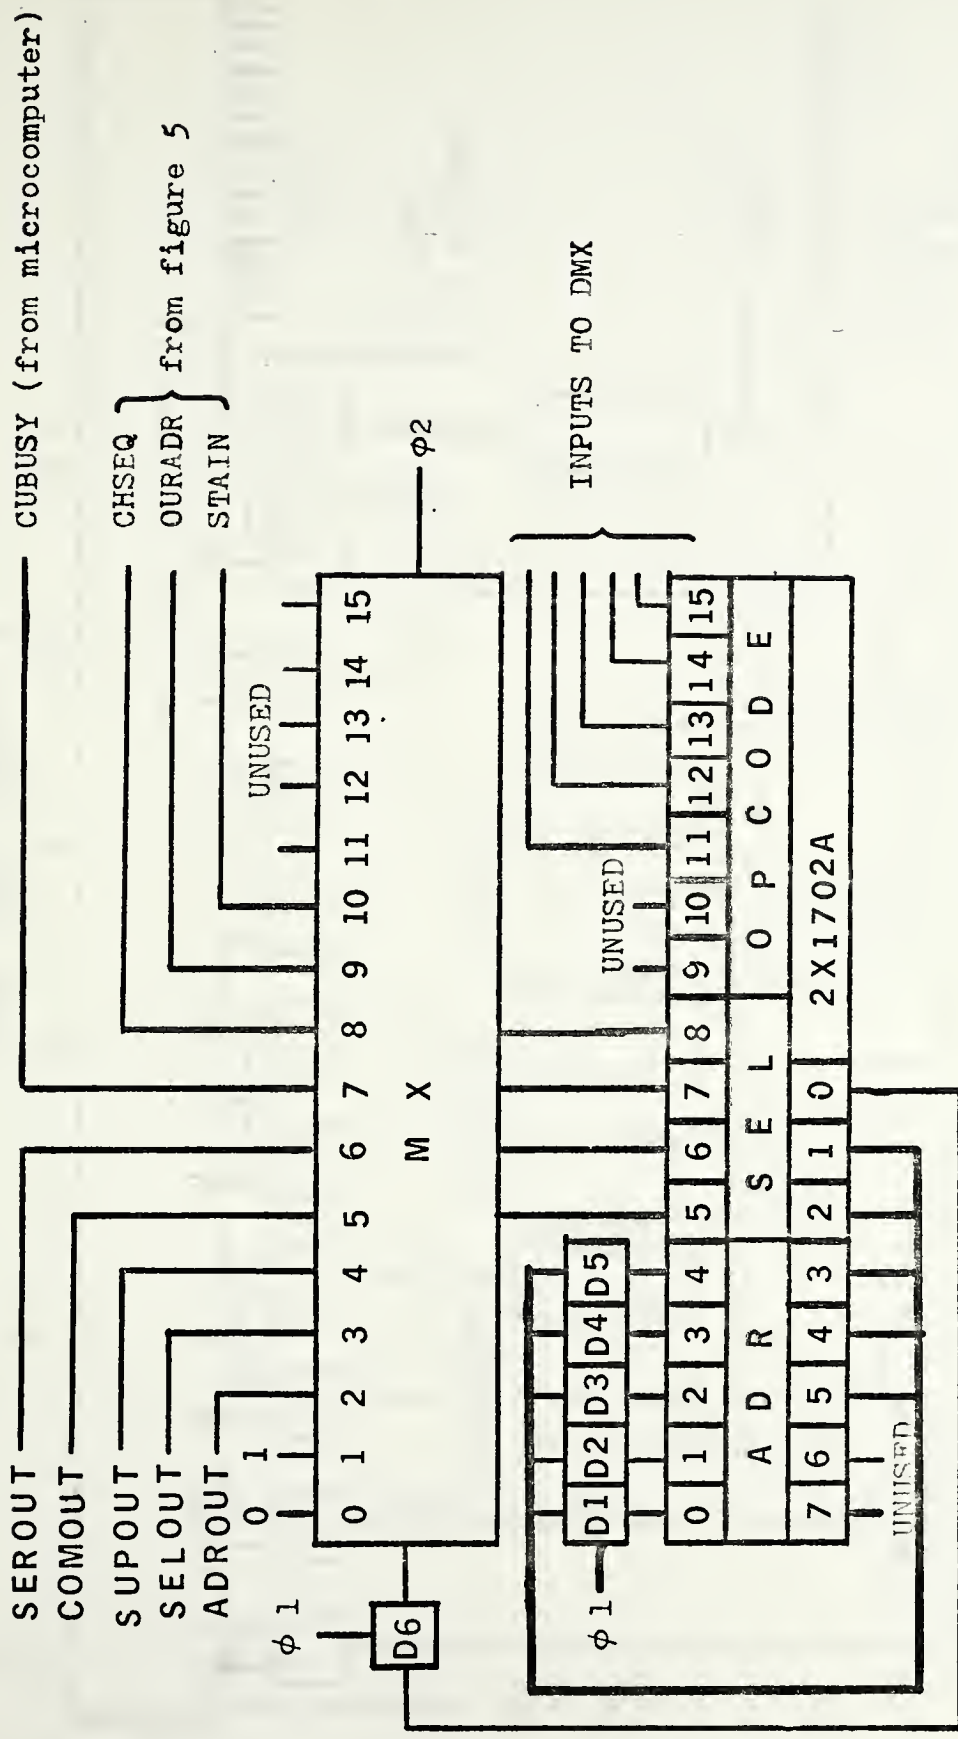 CUBUSY (from microcomputer)
CHSEQ
OURADR from figure 5
STAIN
SEROUT
COMOUT
SUPOUT
SELOUT
ADROUT
0 1
UNUSED
0 1 2 3 4 5 6 7 8 9 10 11 12 13 14 15
M X
φ1
D6
φ2
INPUTS TO DMX
UNUSED
φ1
D1 D2 D3 D4 D5
0 1 2 3 4 5 6 7 8 9 10 11 12 13 14 15
A D R S E L O P C O D E
7 6 5 4 3 2 1 0 2X1702A
UNUSED